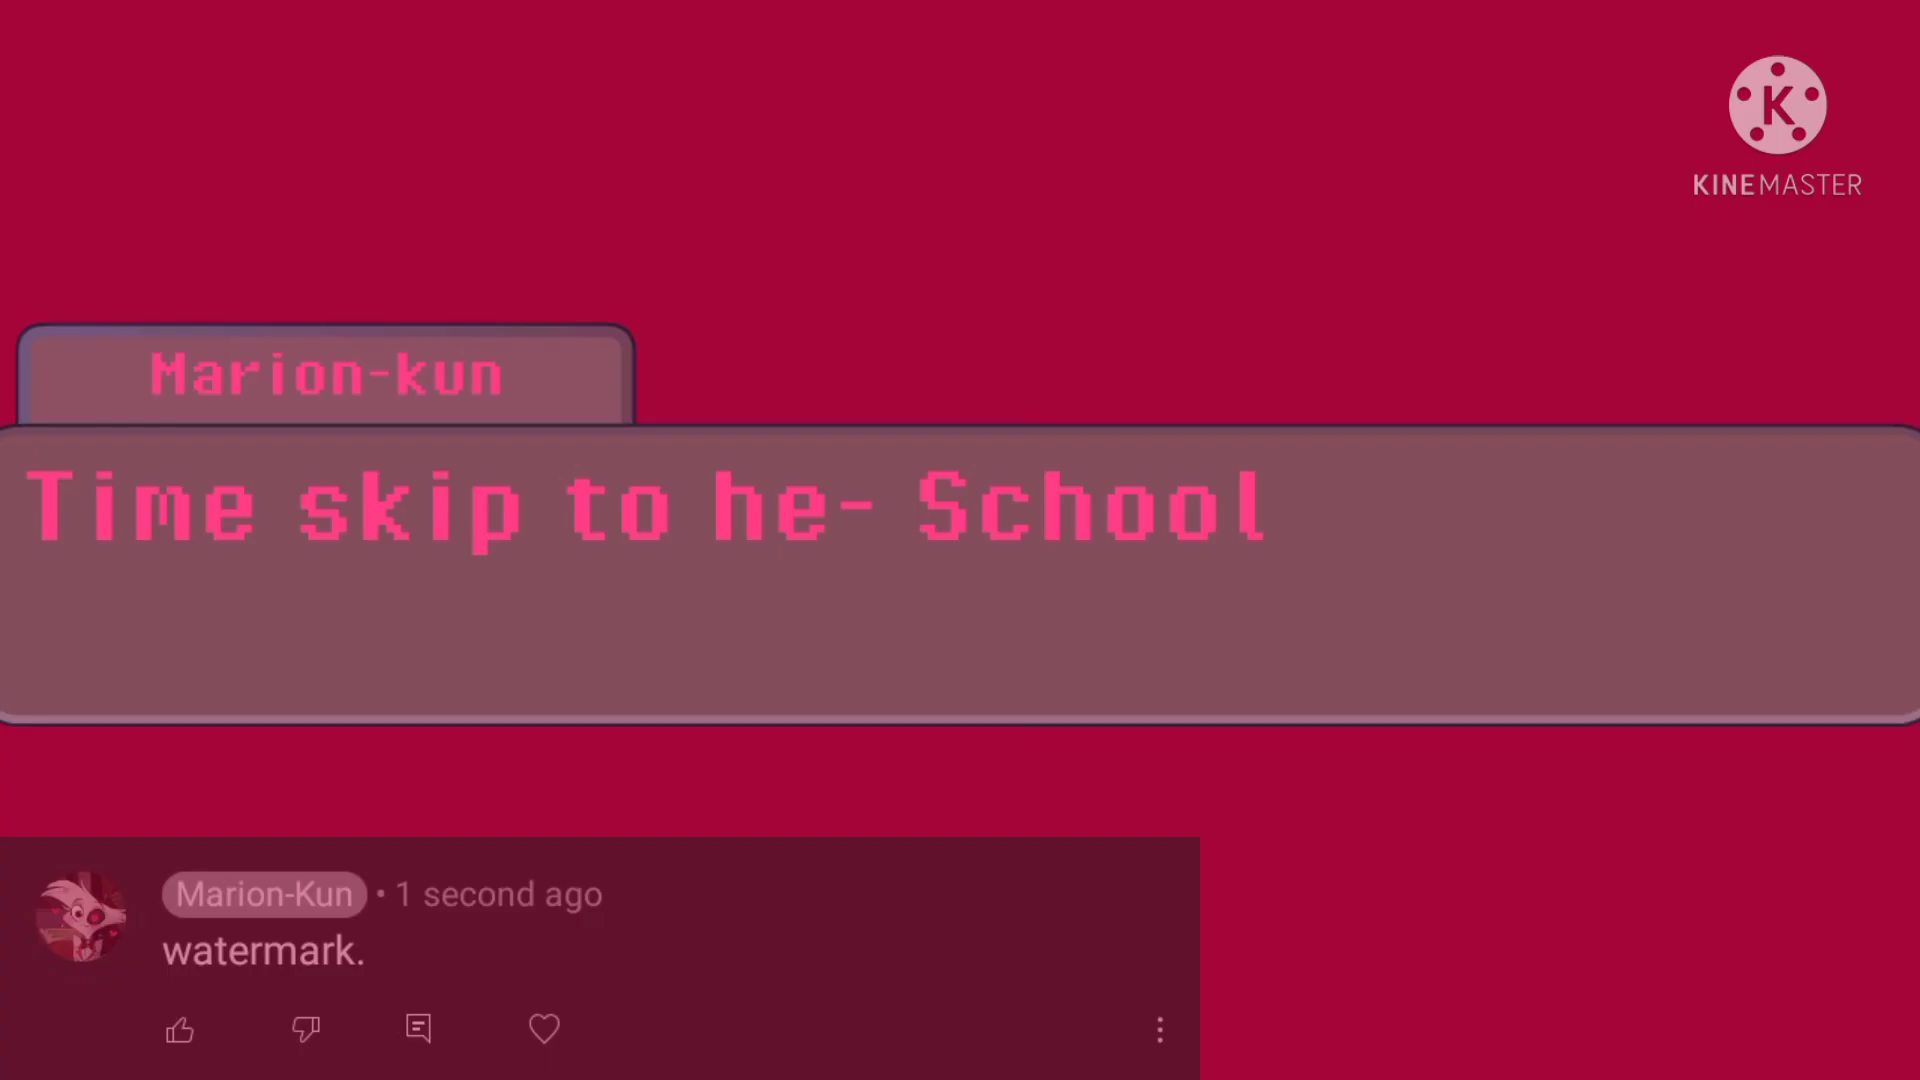 K
KINEMASTER
Marion-kun
Time skip to he- School
Marion-Kun • 1 second ago
watermark.